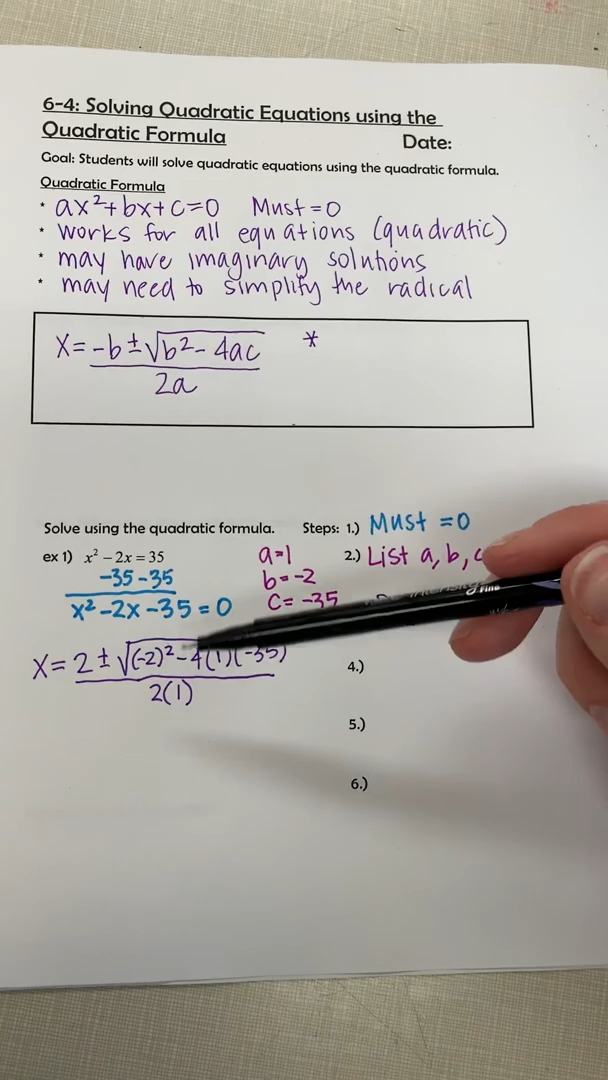 6-4: Solving Quadratic Equations using the
Quadratic Formula Date:
Goal: Students will solve quadratic equations using the quadratic formula.
Quadratic Formula
• ax²+bx+c=0 Must=0
• works for all equations (quadratic)
• may have imaginary solutions
• may need to simplify the radical
X=-b±√b²-4ac *
2a
Solve using the quadratic formula. Steps: 1.) Must =0
ex 1) x² – 2x = 35 a=1 2.) List a, b, c
-35 -35 b=-2
x²-2x-35=0 c= -35
X= 2±√(-2)²-4(1)(-35) 4.)
2(1)
5.)
6.)
Fine